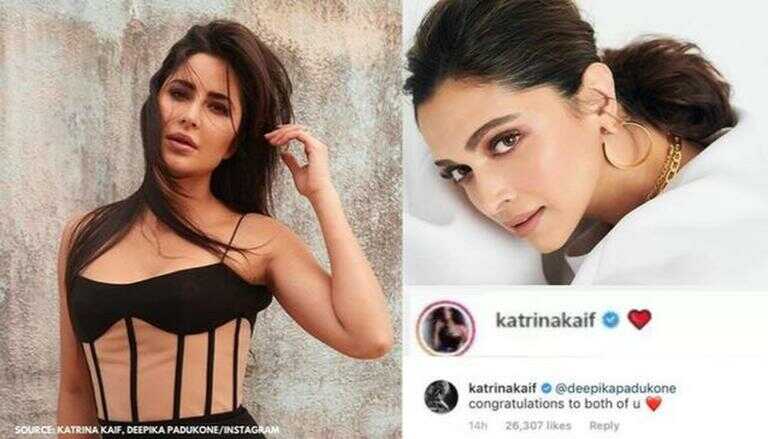 katrinakaif ❤️
katrinakaif @deepikapadukone
congratulations to both of u ❤️
14h 26,307 likes Reply
SOURCE: KATRINA KAIF, DEEPIKA PADUKONE/INSTAGRAM